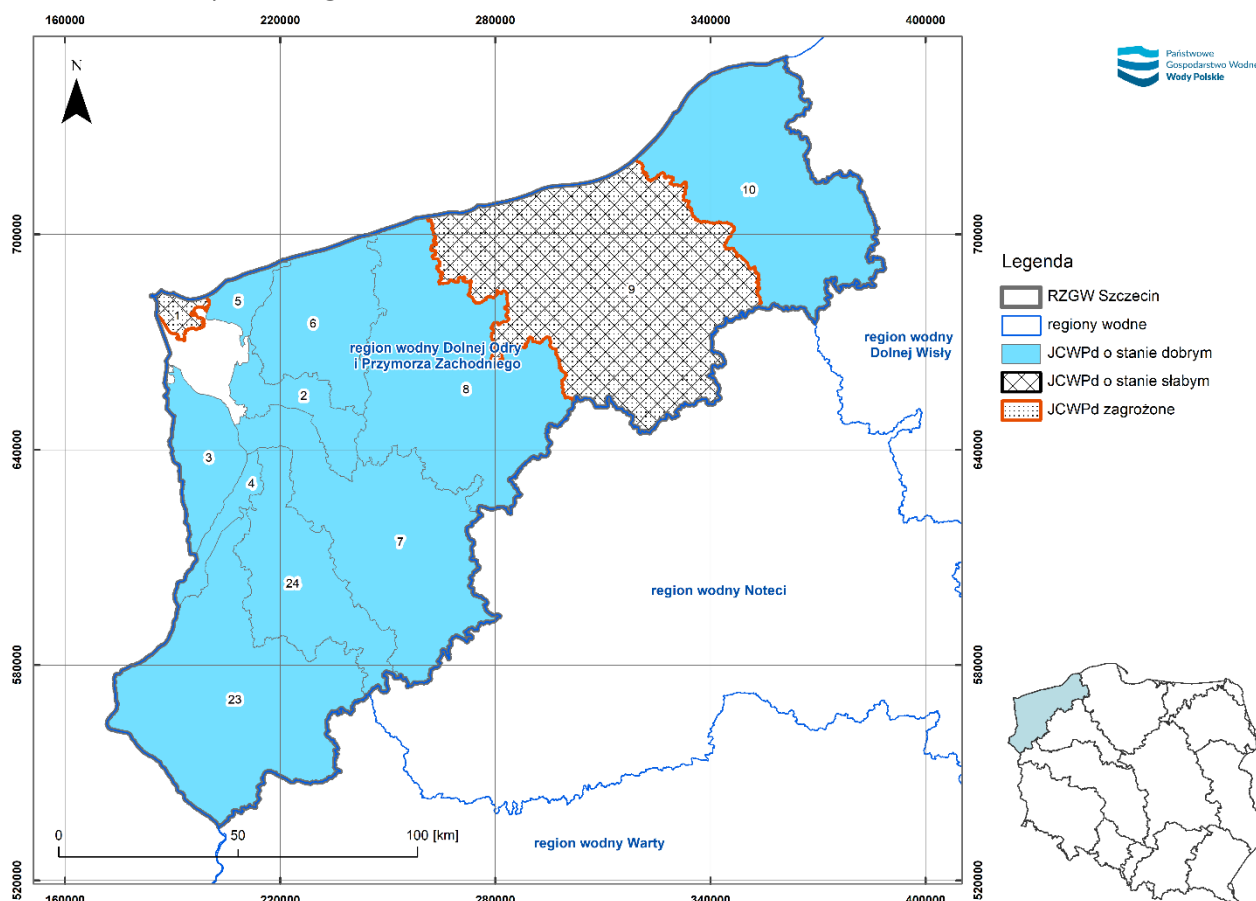 160000
220000
280000
340000
400000
Państwowe
Gospodarstwo Wodne
Wody Polskie
N
700000
700000
640000
640000
580000
580000
520000
520000
10
9
5
1
6
region wodny Dolnej Odry
i Przymorza Zachodniego
2
8
3
4
7
24
23
region wodny
Dolnej Wisły
region wodny Noteci
region wodny Warty
Legenda
RZGW Szczecin
regiony wodne
JCWPd o stanie dobrym
JCWPd o stanie słabym
JCWPd zagrożone
0
50
100 [km]
160000
220000
280000
340000
400000